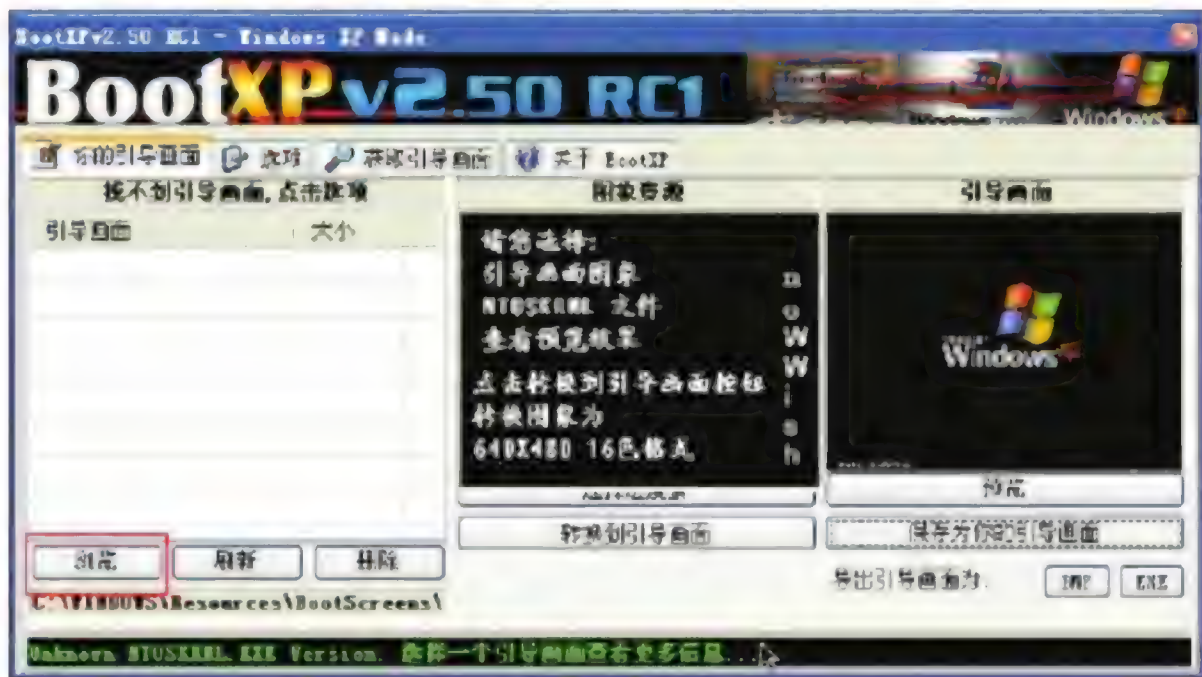 BootXPv2.50 RC1 - Windows XP Mode
BootXP v2.50 RC1
Windows
你的引导画面 选项 获取引导画面 关于 BootXP
找不到引导画面,点击选项
引导画面 大小
浏览 刷新 删除
C:\WINDOWS\Resources\BootScreens\
图象资源
请您选择:
引导画面图象
NTOSKRNL 文件
查看预览效果
点击转换到引导画面按钮
转换图象为
640X480 16色格式
n
o
W
W
i
s
h
转换到引导画面
引导画面
Windows
预览
保存为你的引导画面
导出引导画面为: BMP EXE
Unknown NTOSKRNL.EXE Version. 选择一个引导画面查看更多信息...